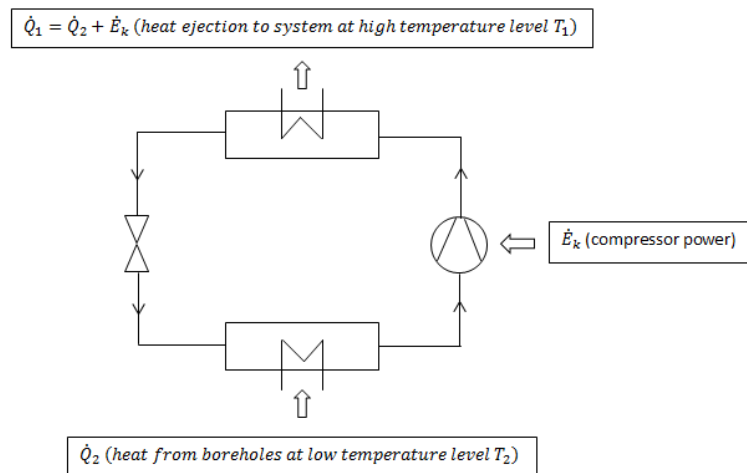 Q̇₁ = Q̇₂ + Ė_k (heat ejection to system at high temperature level T₁)
Ė_k (compressor power)
Q̇₂ (heat from boreholes at low temperature level T₂)